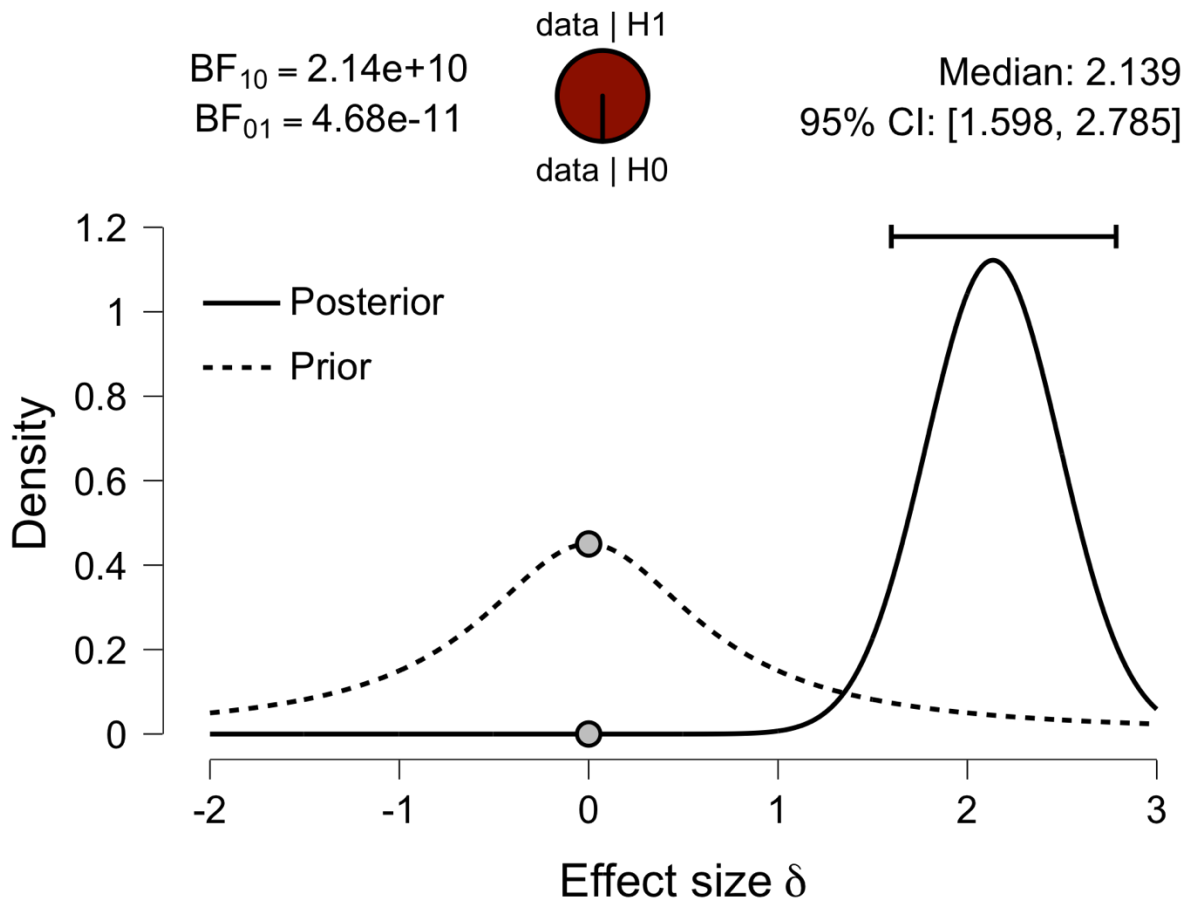 data | H1
BF₁₀ = 2.14e+10
BF₀₁ = 4.68e-11
data | H0
Median: 2.139
95% CI: [1.598, 2.785]
Posterior
Prior
Density
1.2
1
0.8
0.6
0.4
0.2
0
-2 -1 0 1 2 3
Effect size δ